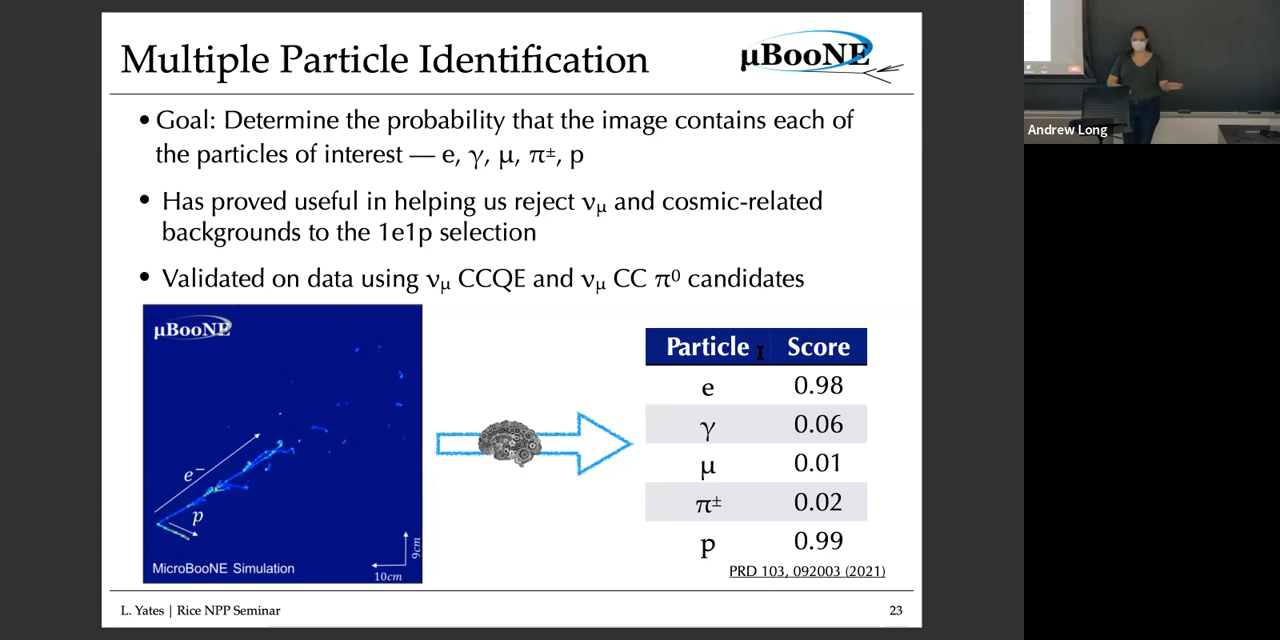 Multiple Particle Identification
μBooNE
• Goal: Determine the probability that the image contains each of
the particles of interest — e, γ, μ, π±, p
• Has proved useful in helping us reject νμ and cosmic-related
backgrounds to the 1e1p selection
• Validated on data using νμ CCQE and νμ CC π⁰ candidates
μBooNE
e⁻
p
9cm
10cm
MicroBooNE Simulation
Particle Score
e 0.98
γ 0.06
μ 0.01
π± 0.02
p 0.99
PRD 103, 092003 (2021)
L. Yates | Rice NPP Seminar
23
Andrew Long